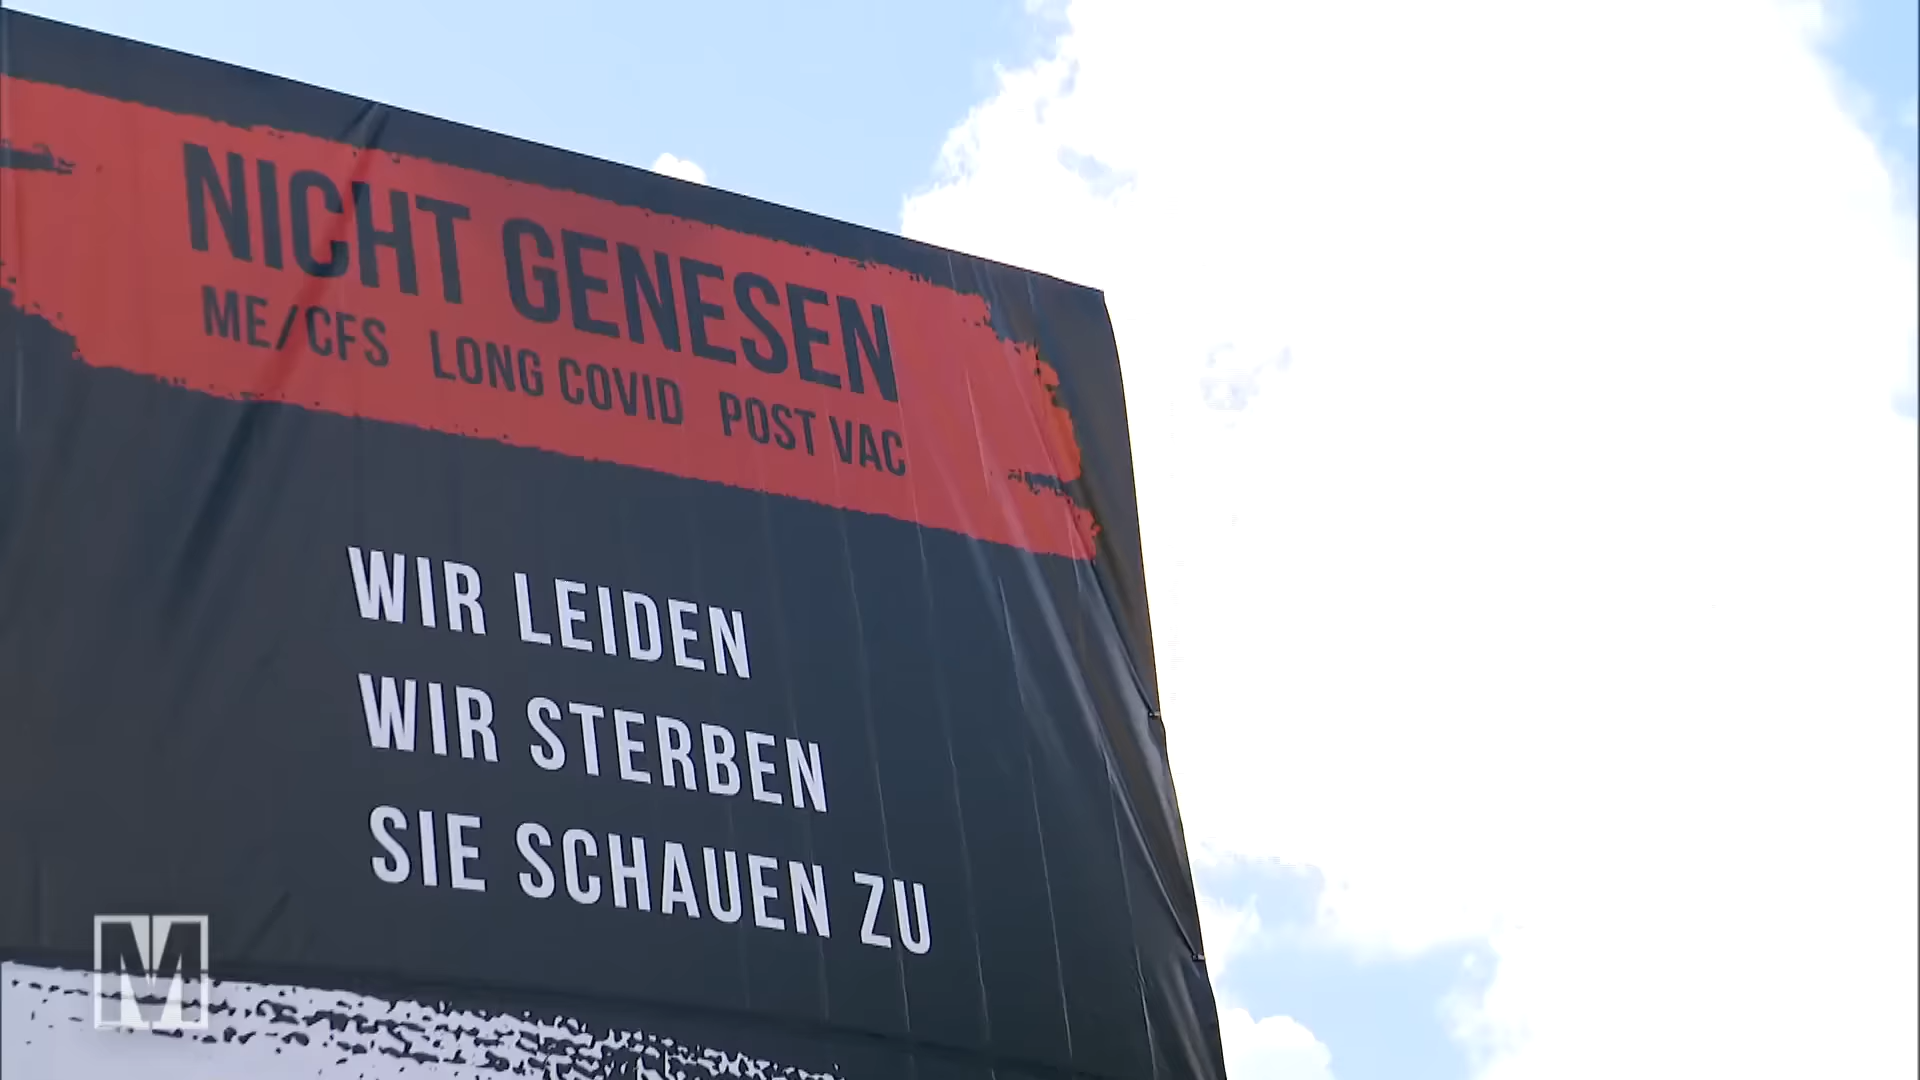 NICHT GENESEN
ME/CFS LONG COVID POST VAC
WIR LEIDEN
WIR STERBEN
SIE SCHAUEN ZU
M